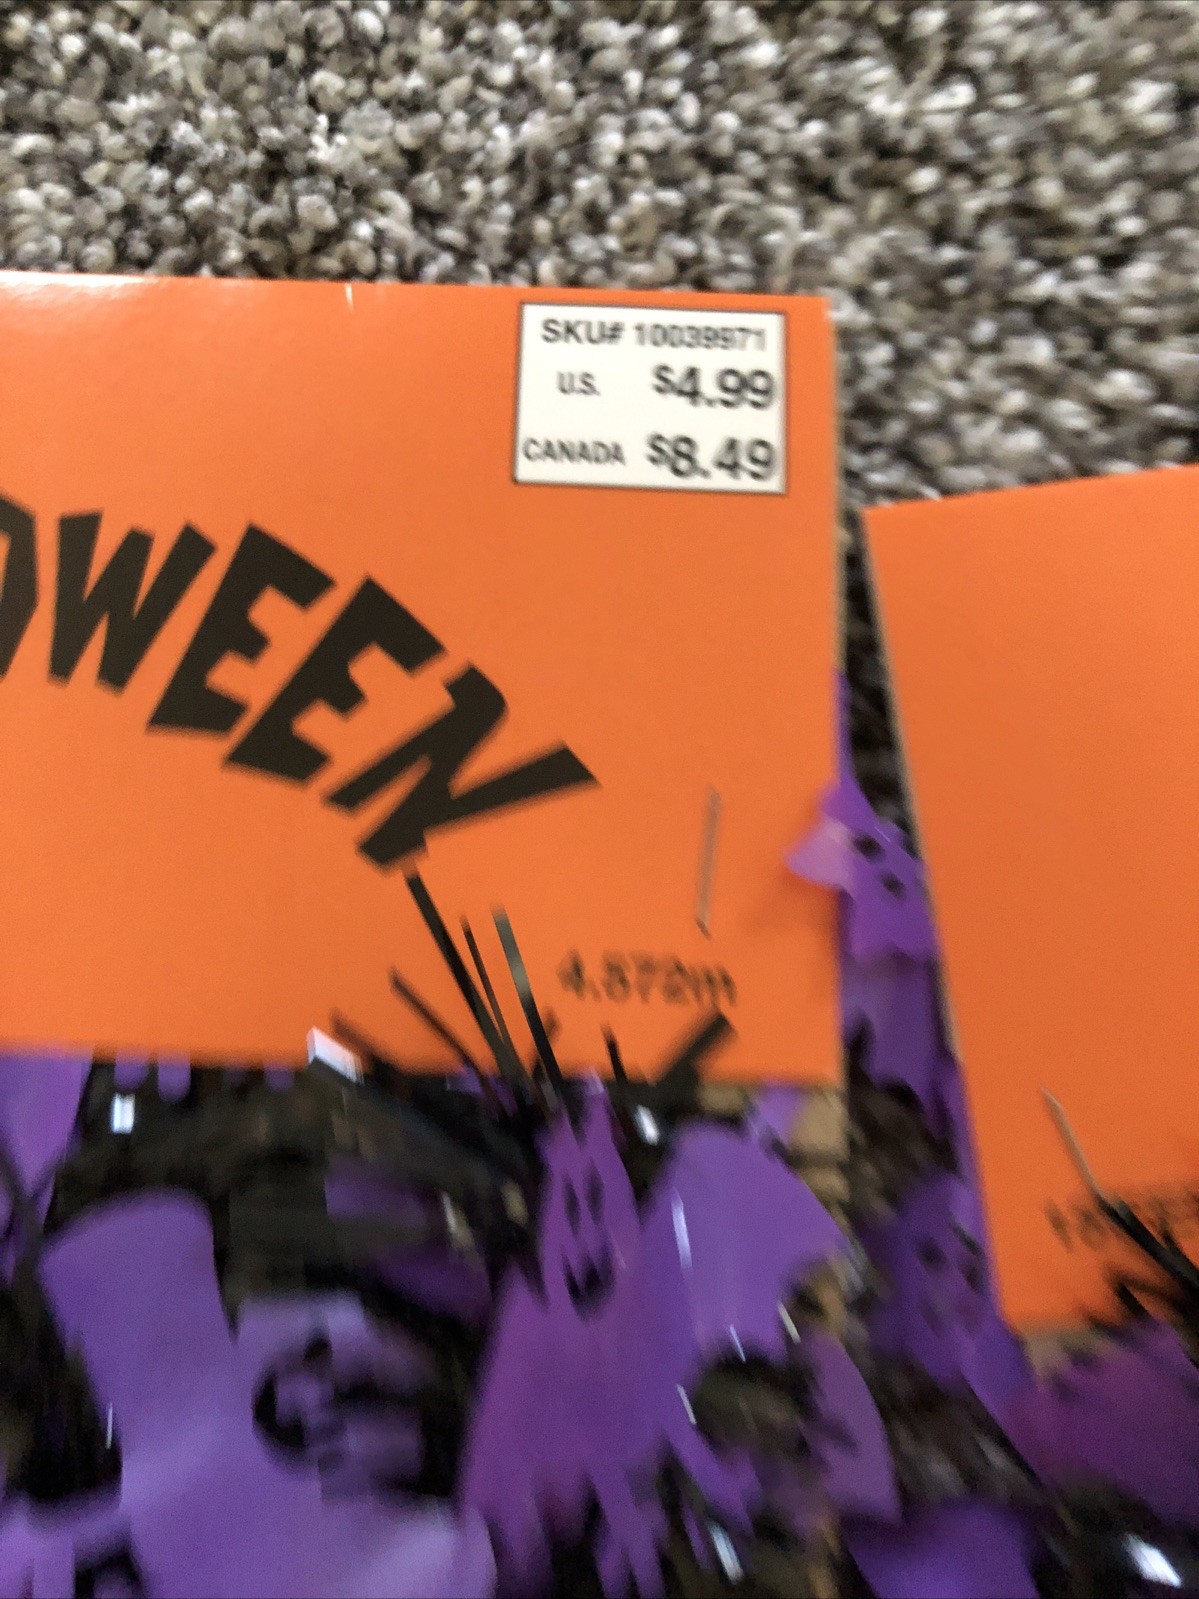 SKU# 10039971
U.S. $4.99
CANADA $8.49
OWEEN
4.572m